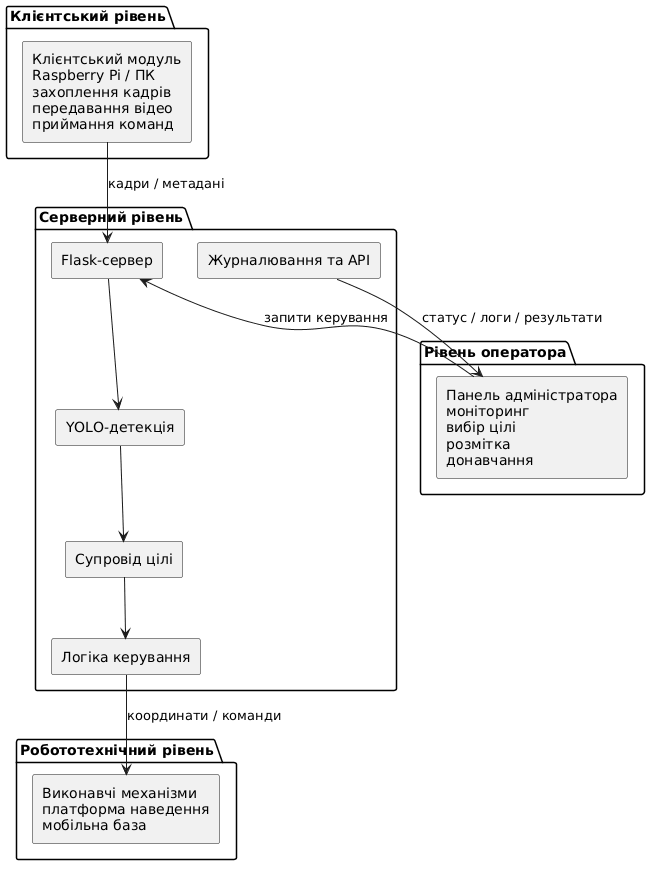 Клієнтський рівень
Клієнтський модуль
Raspberry Pi / ПК
захоплення кадрів
передавання відео
приймання команд
кадри / метадані
Серверний рівень
Flask-сервер
Журналювання та API
запити керування
статус / логи / результати
Рівень оператора
Панель адміністратора
моніторинг
вибір цілі
розмітка
донавчання
YOLO-детекція
Супровід цілі
Логіка керування
координати / команди
Робототехнічний рівень
Виконавчі механізми
платформа наведення
мобільна база